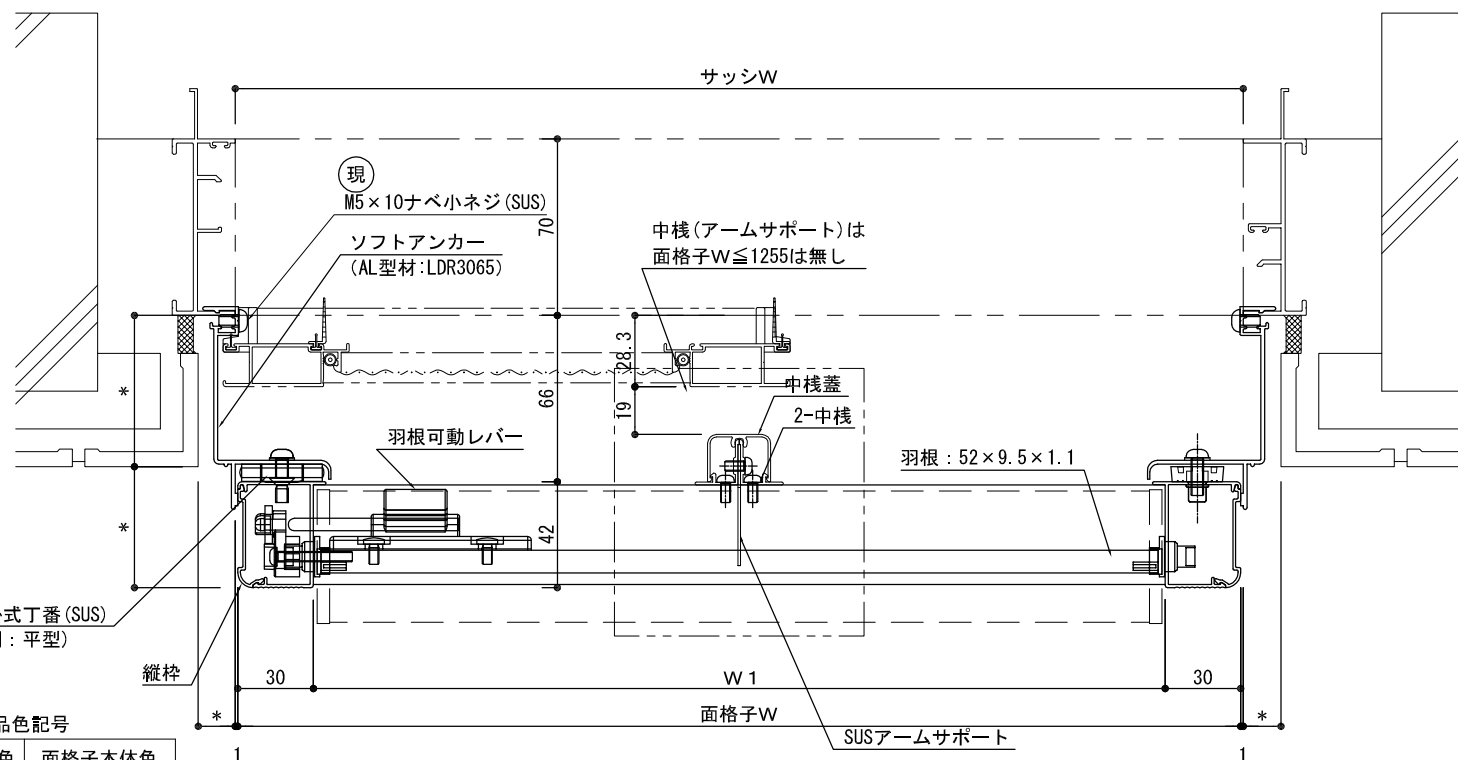 サッシW
現
M5×10ナベ小ネジ(SUS)
70
ソフトアンカー
(AL型材:LDR3065)
中桟(アームサポート)は
面格子W≦1255は無し
28.3
*
66
19
中桟蓋
2-中桟
羽根可動レバー
羽根：52×9.5×1.1
*
42
式丁番(SUS)
：平型)
縦枠
30
W1
30
*
面格子W
*
品色記号
SUSアームサポート
色
面格子本体色
1
1